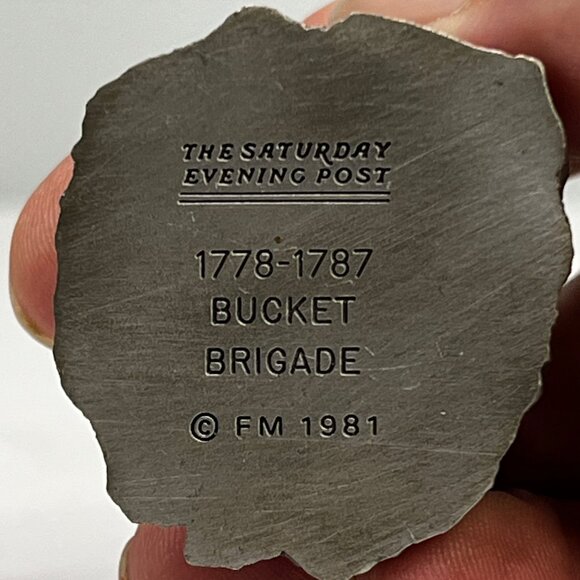 THE SATURDAY
EVENING POST
1778-1787
BUCKET
BRIGADE
© FM 1981